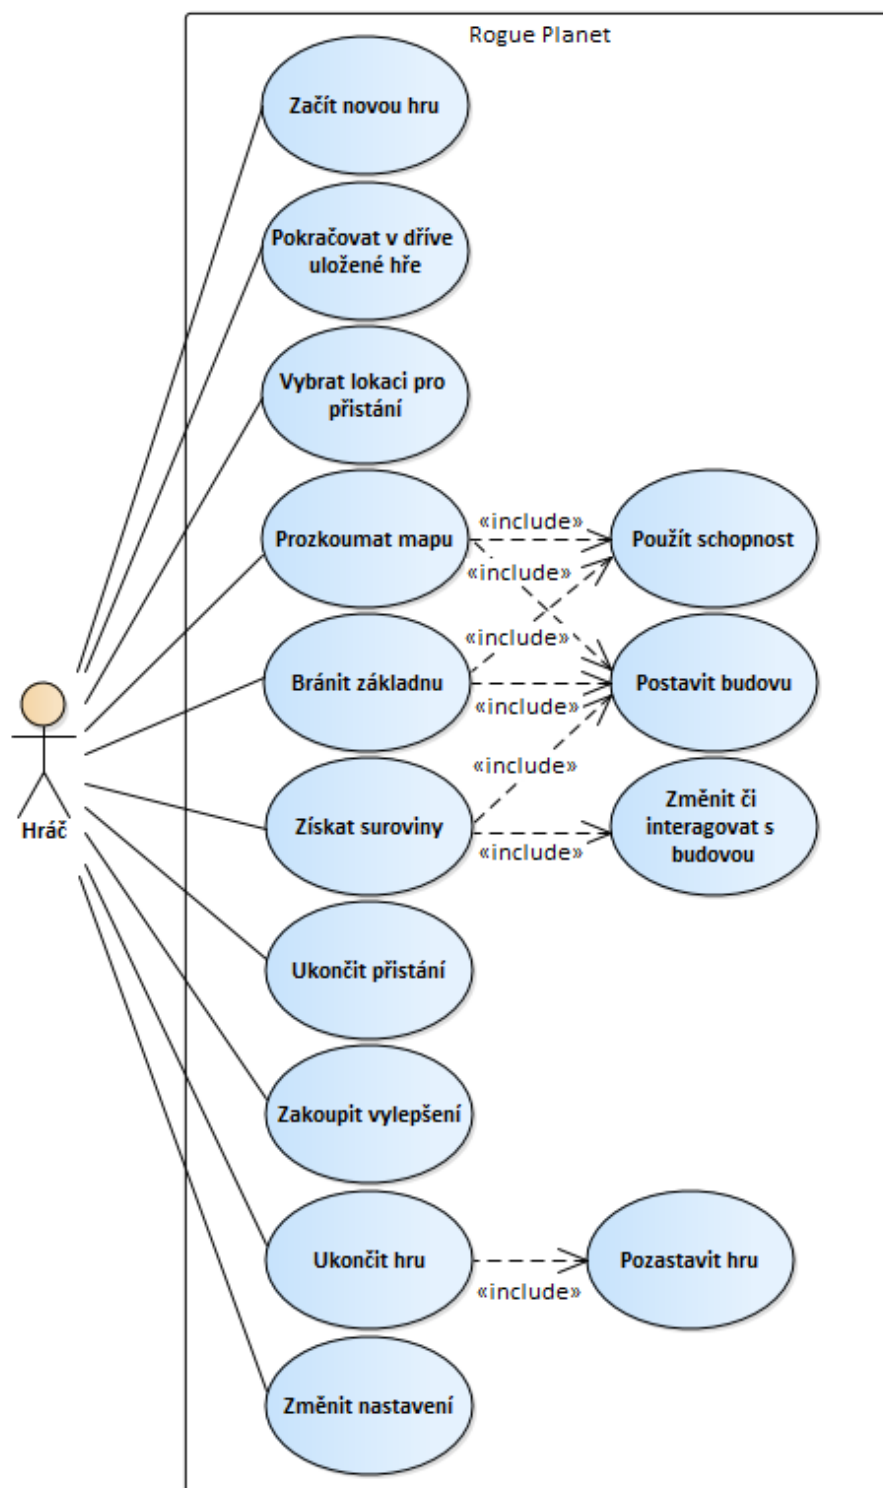 Rogue Planet
Začít novou hru
Pokračovat v dříve
uložené hře
Vybrat lokaci pro
přistání
Prozkoumat mapu
«include»
Použít schopnost
«include»
«include»
Bránit základnu
«include»
Postavit budovu
Hráč
«include»
Získat suroviny
«include»
Změnit či
interagovat s
budovou
Ukončit přistání
Zakoupit vylepšení
Ukončit hru
«include»
Pozastavit hru
Změnit nastavení